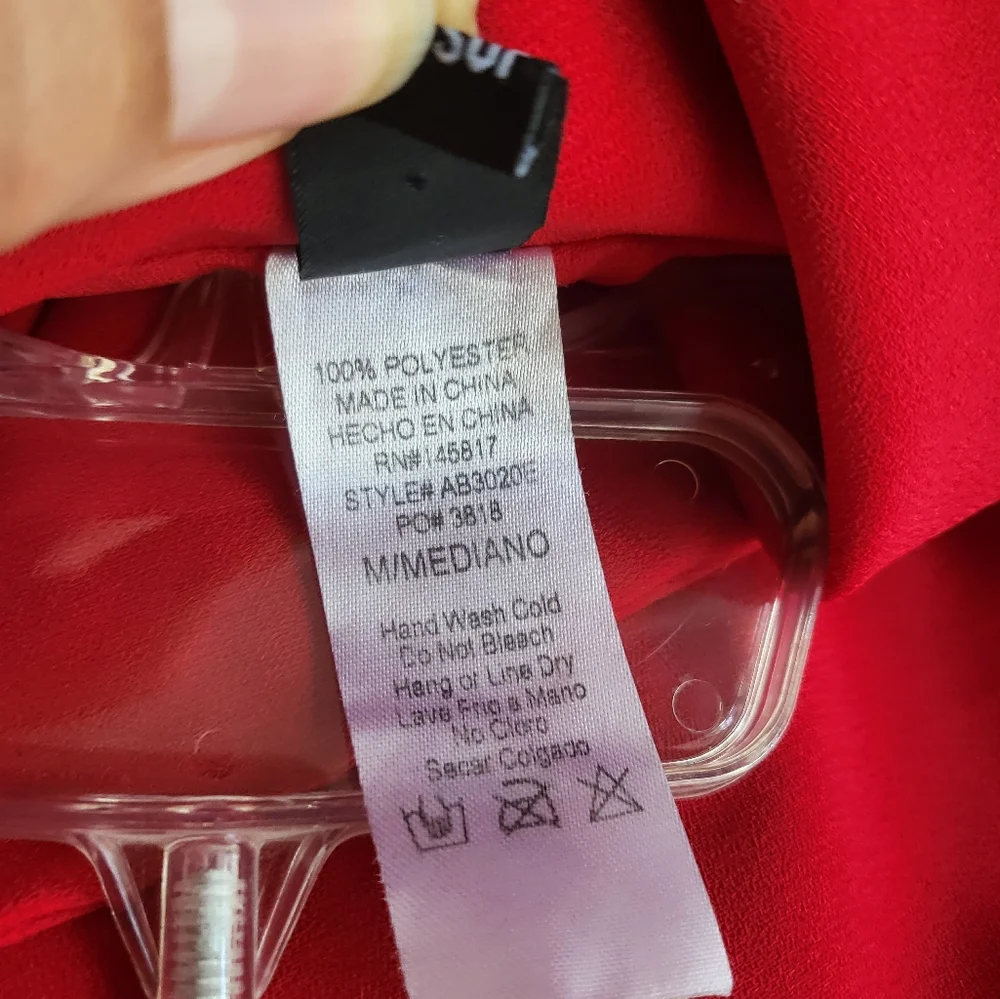 100% POLYESTER
MADE IN CHINA
HECHO EN CHINA
RN#145817
STYLE# AB3020E
PO# 3818
M/MEDIANO
Hand Wash Cold
Do Not Bleach
Hang or Line Dry
Lave Frio a Mano
No Cloro
Secar Colgado